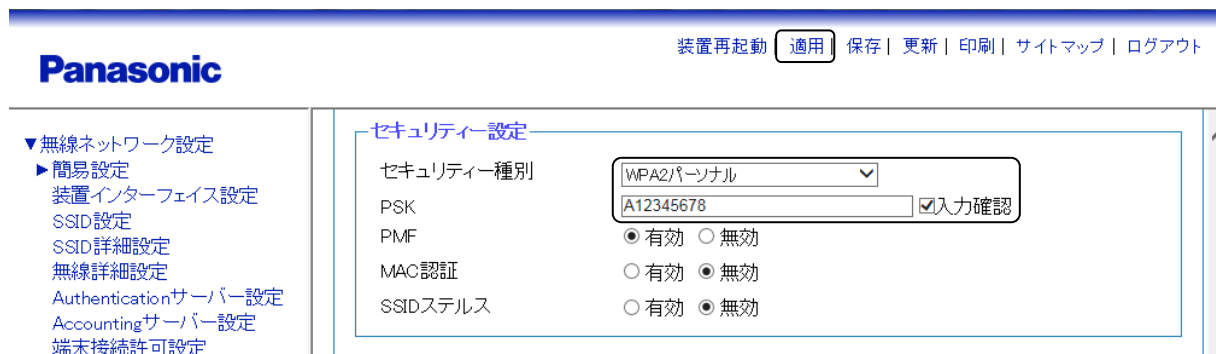 装置再起動 | 適用 | 保存 | 更新 | 印刷 | サイトマップ | ログアウト
Panasonic
▼無線ネットワーク設定
▶簡易設定
装置インターフェイス設定
SSID設定
SSID詳細設定
無線詳細設定
Authenticationサーバー設定
Accountingサーバー設定
端末接続許可設定
セキュリティー設定
セキュリティー種別 WPA2パーソナル
PSK A12345678 入力確認
PMF 有効 無効
MAC認証 有効 無効
SSIDステルス 有効 無効